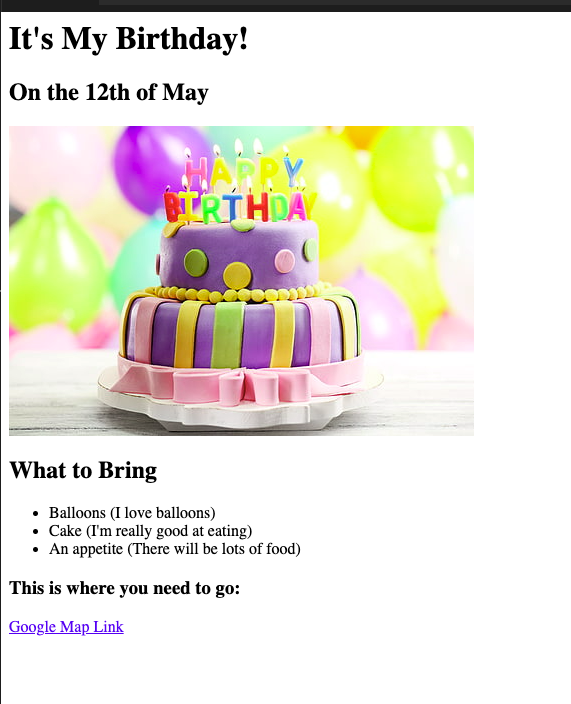 It's My Birthday!
On the 12th of May
HAPPY
BIRTHDAY
What to Bring
Balloons (I love balloons)
Cake (I'm really good at eating)
An appetite (There will be lots of food)
This is where you need to go:
Google Map Link